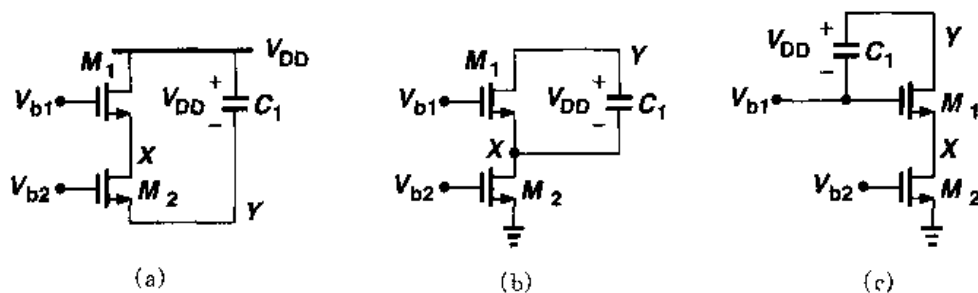 M1 VDD
Vb1 VDD + − C1
X
Vb2 M2 Y
(a)
M1 Y
Vb1 VDD + − C1
X
Vb2 M2
(b)
VDD + − C1 Y
Vb1 M1
X
Vb2 M2
(c)